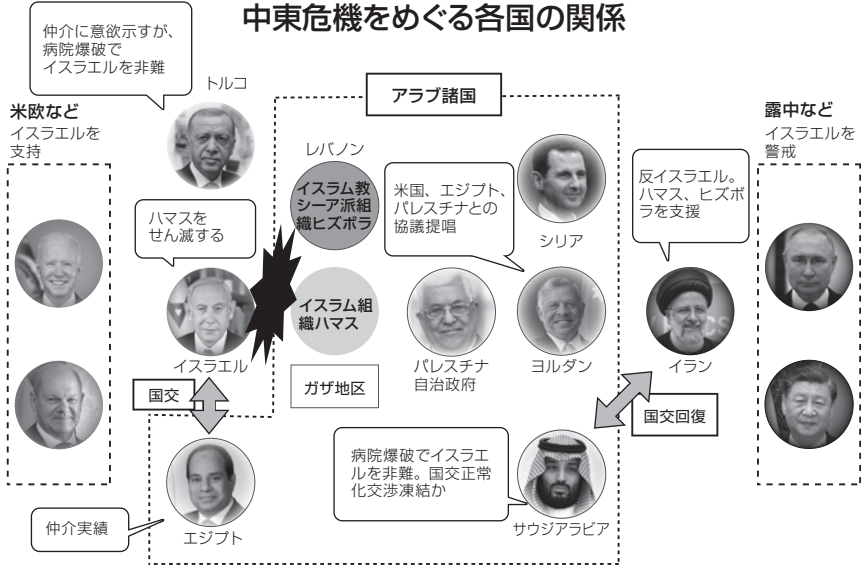 中東危機をめぐる各国の関係
仲介に意欲示すが、
病院爆破で
イスラエルを非難
トルコ
アラブ諸国
米欧など
イスラエルを
支持
露中など
イスラエルを
警戒
レバノン
イスラム教
シーア派組
織ヒズボラ
米国、エジプト、
パレスチナとの
協議提唱
シリア
反イスラエル。
ハマス、ヒズボ
ラを支援
ハマスを
せん滅する
イスラム組
織ハマス
イスラエル
ガザ地区
パレスチナ
自治政府
ヨルダン
イラン
国交
国交回復
病院爆破でイスラエ
ルを非難。国交正常
化交渉凍結か
仲介実績
エジプト
サウジアラビア